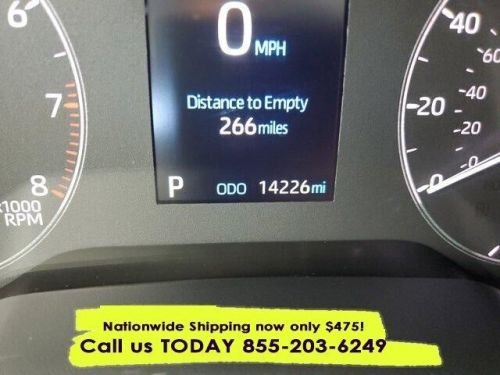 6
7
8
x1000
RPM
0 MPH
Distance to Empty
266 miles
P ODO 14226 mi
40
60
40
20
20
0
0
Nationwide Shipping now only $475!
Call us TODAY 855-203-6249